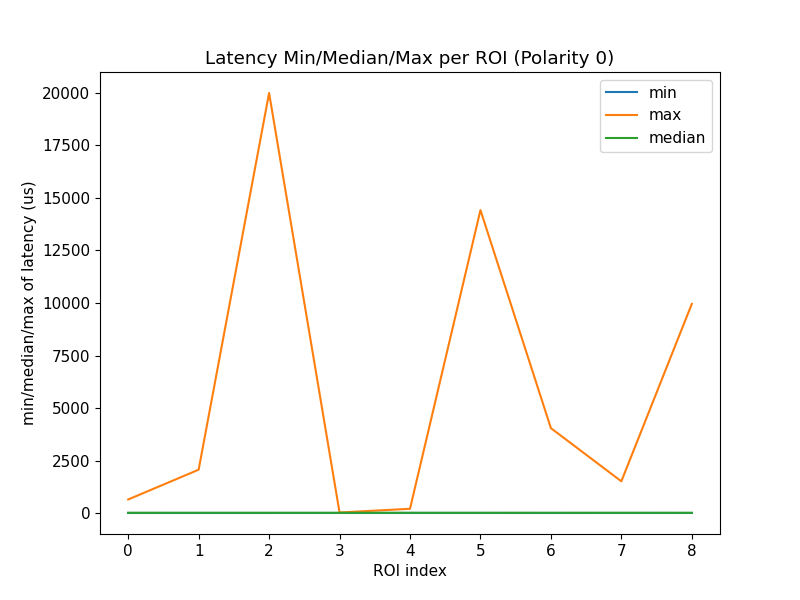 Latency Min/Median/Max per ROI (Polarity 0)
min
max
median
20000
17500
15000
12500
10000
7500
5000
2500
0
min/median/max of latency (us)
0 1 2 3 4 5 6 7 8
ROI index